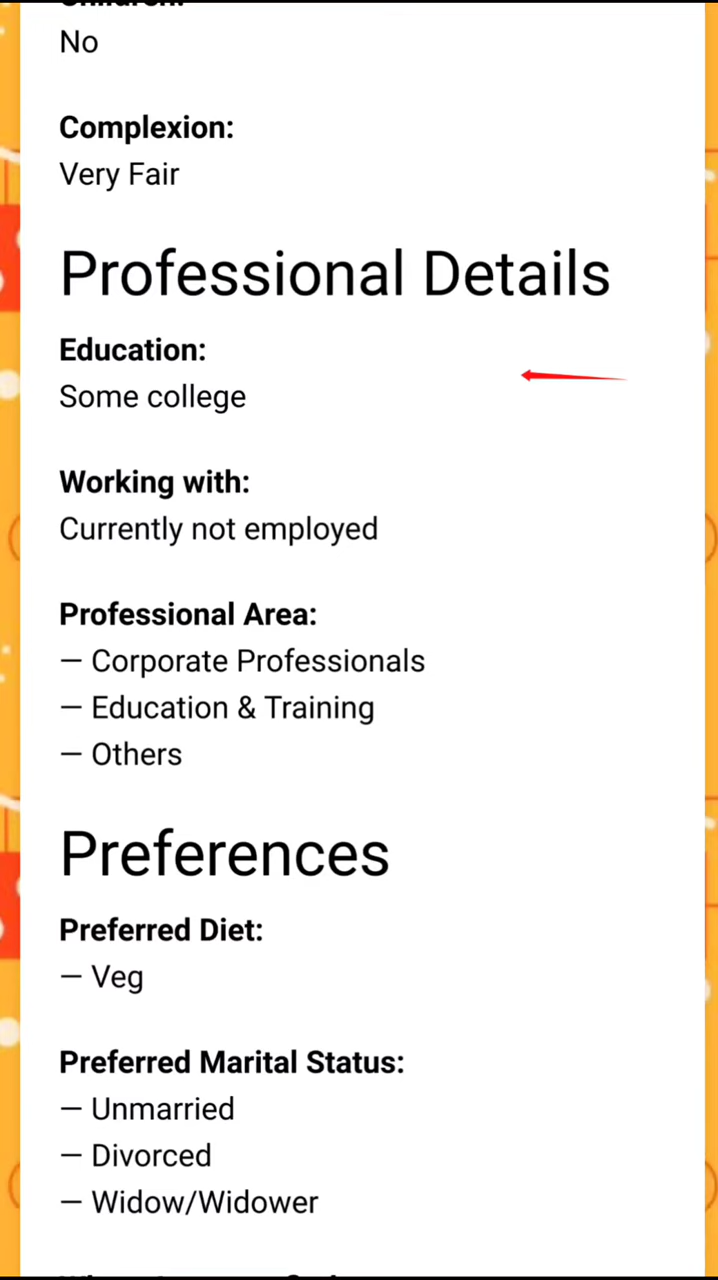 No
Complexion:
Very Fair
Professional Details
Education:
Some college
Working with:
Currently not employed
Professional Area:
— Corporate Professionals
— Education & Training
— Others
Preferences
Preferred Diet:
— Veg
Preferred Marital Status:
— Unmarried
— Divorced
— Widow/Widower